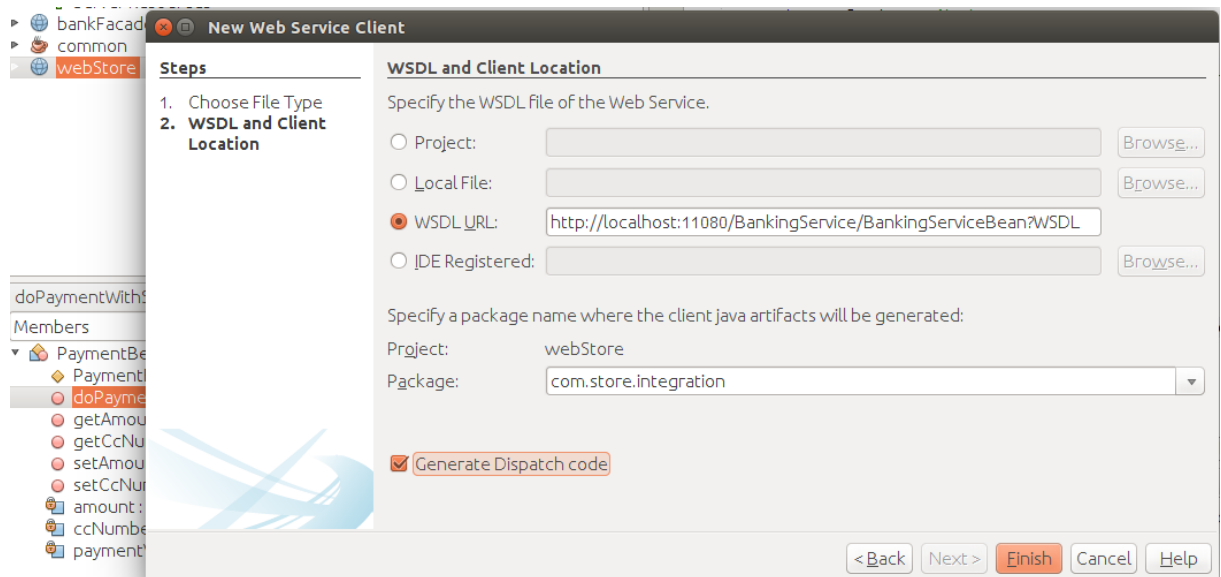 bankFacad
common
webStore
New Web Service Client
Steps
1. Choose File Type
2. WSDL and Client
Location
WSDL and Client Location
Specify the WSDL file of the Web Service.
Project:
Browse...
Local File:
Browse...
WSDL URL:
http://localhost:11080/BankingService/BankingServiceBean?WSDL
IDE Registered:
Browse...
Specify a package name where the client java artifacts will be generated:
Project:
webStore
Package:
com.store.integration
Generate Dispatch code
< Back
Next >
Finish
Cancel
Help
doPaymentWithS
Members
PaymentBe
Payment
doPayme
getAmou
getCcNu
setAmou
setCcNu
amount :
ccNumbe
payment